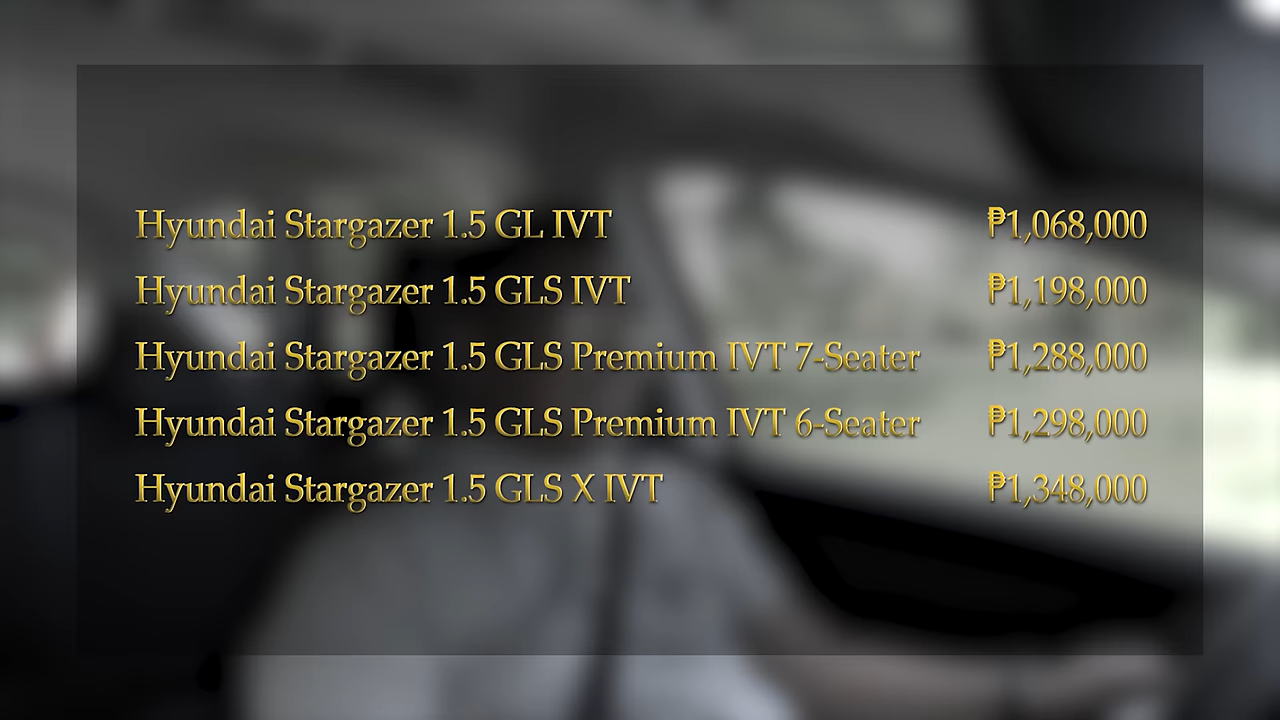 Hyundai Stargazer 1.5 GL IVT ₱1,068,000
Hyundai Stargazer 1.5 GLS IVT ₱1,198,000
Hyundai Stargazer 1.5 GLS Premium IVT 7-Seater ₱1,288,000
Hyundai Stargazer 1.5 GLS Premium IVT 6-Seater ₱1,298,000
Hyundai Stargazer 1.5 GLS X IVT ₱1,348,000